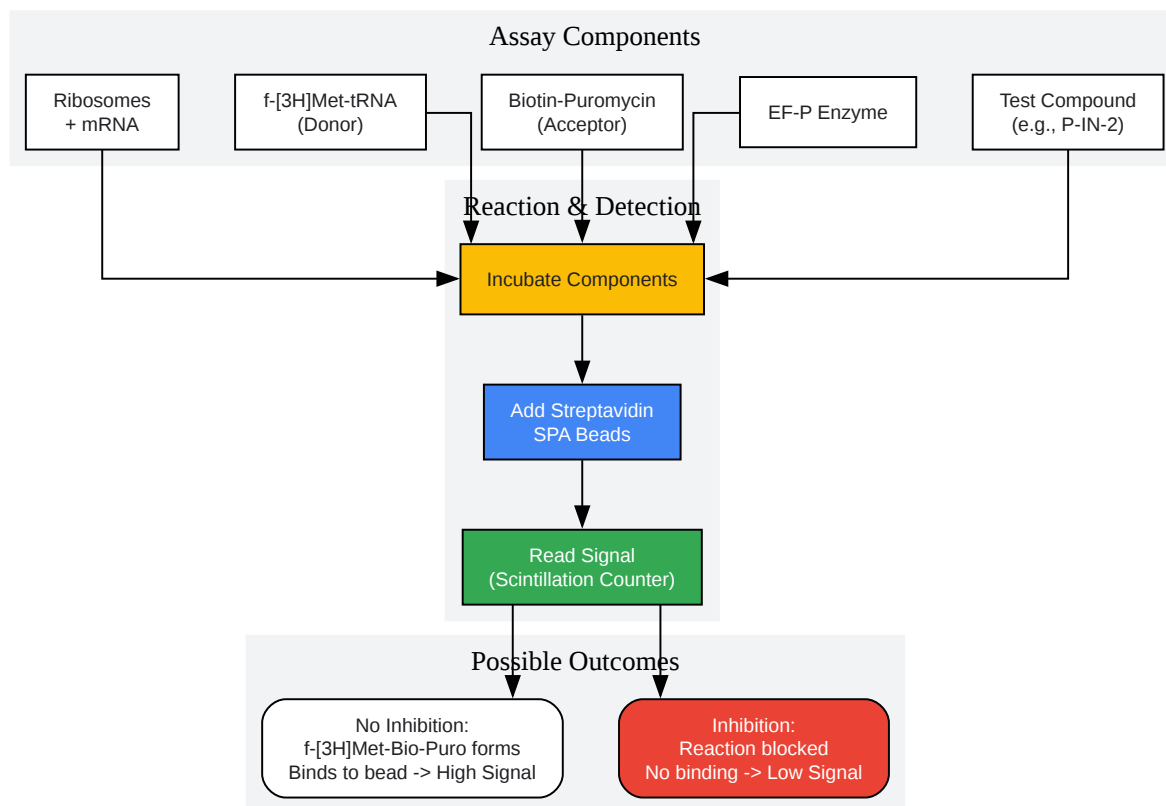 Assay Components
Ribosomes
+ mRNA
f-[3H]Met-tRNA
(Donor)
Biotin-Puromycin
(Acceptor)
EF-P Enzyme
Test Compound
(e.g., P-IN-2)
Reaction & Detection
Incubate Components
Add Streptavidin
SPA Beads
Read Signal
(Scintillation Counter)
Possible Outcomes
No Inhibition:
f-[3H]Met-Bio-Puro forms
Binds to bead -> High Signal
Inhibition:
Reaction blocked
No binding -> Low Signal